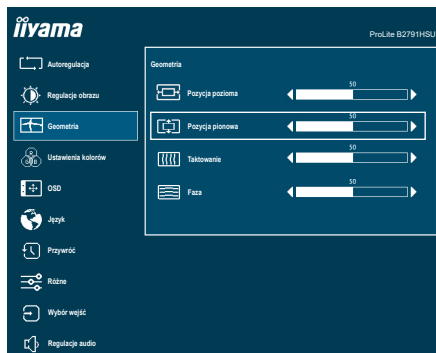 iiyama
ProLite B2791HSU
Autoregulacja
Regulacje obrazu
Geometria
Ustawienia kolorów
OSD
Język
Przywróć
Różne
Wybór wejść
Regulacje audio
Geometria
Pozycja pozioma
50
Pozycja pionowa
50
Taktowanie
50
Faza
50